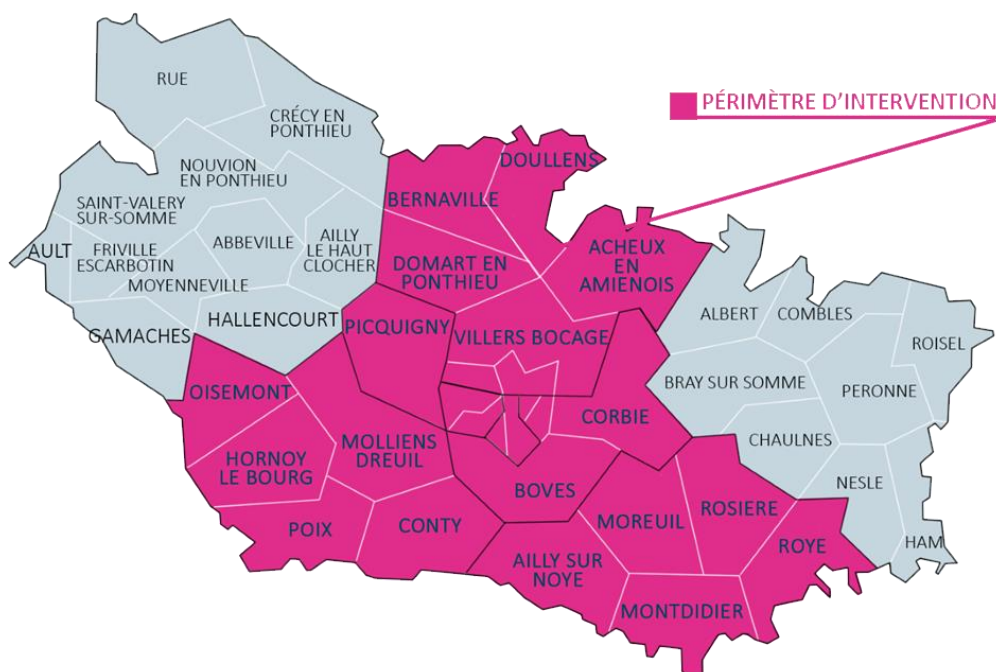 RUE
CRÉCY EN
PONTHIEU
PÉRIMÈTRE D'INTERVENTION
NOUVION
EN PONTHIEU
DOULLENS
BERNAVILLE
SAINT-VALERY
SUR-SOMME
AULT
FRIVILLE
ESCARBOTIN
ABBEVILLE
AILLY
LE HAUT
CLOCHER
MOYENNEVILLE
DOMART EN
PONTHIEU
ACHEUX
EN
AMIENOIS
GAMACHES
HALLENCOURT
PICQUIGNY
VILLERS BOCAGE
ALBERT
COMBLES
ROISEL
OISEMONT
BRAY SUR SOMME
PERONNE
CORBIE
CHAULNES
MOLLIENS
DREUIL
HORNOY
LE BOURG
BOVES
NESLE
ROSIERE
POIX
CONTY
MOREUIL
ROYE
HAM
AILLY SUR
NOYE
MONTDIDIER